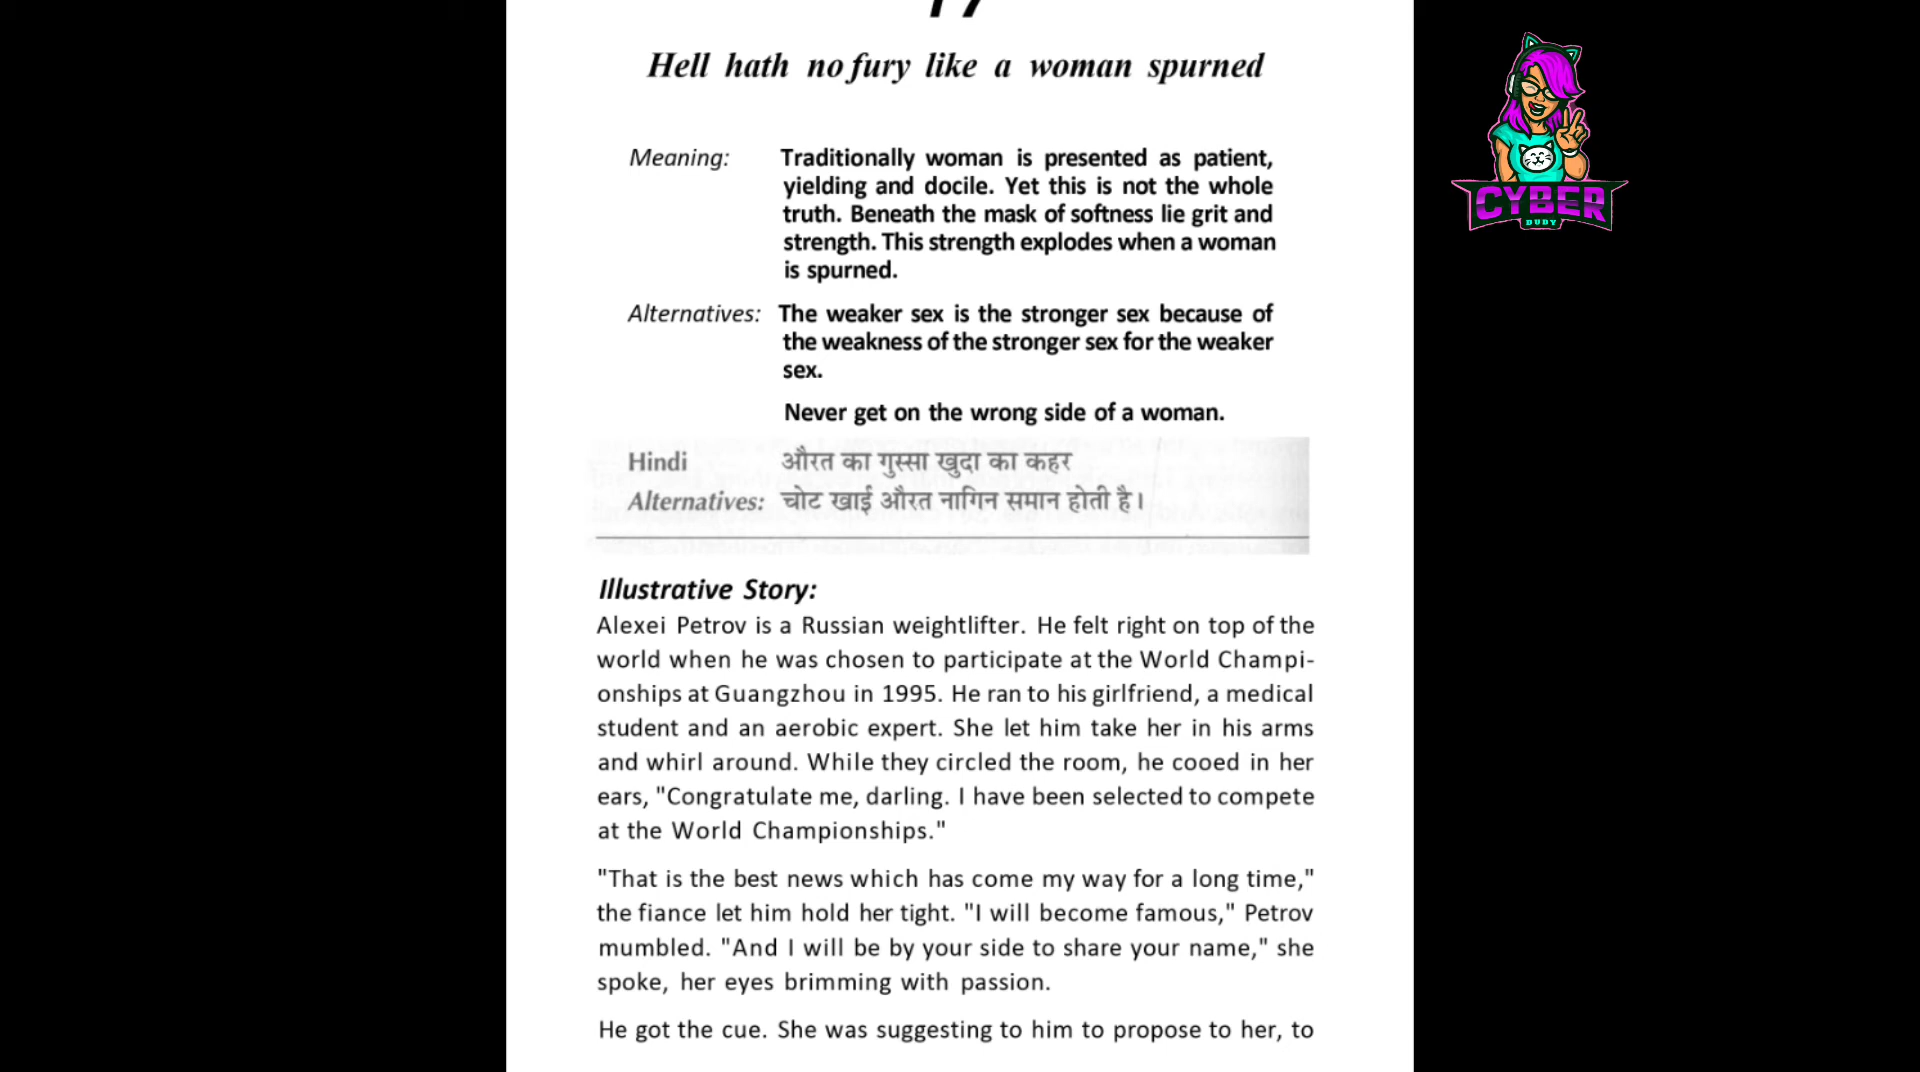 Hell hath no fury like a woman spurned
Meaning: Traditionally woman is presented as patient,
yielding and docile. Yet this is not the whole
truth. Beneath the mask of softness lie grit and
strength. This strength explodes when a woman
is spurned.
Alternatives: The weaker sex is the stronger sex because of
the weakness of the stronger sex for the weaker
sex.
Never get on the wrong side of a woman.
Hindi औरत का गुस्सा खुदा का कहर
Alternatives: चोट खाई औरत नागिन समान होती है।
Illustrative Story:
Alexei Petrov is a Russian weightlifter. He felt right on top of the
world when he was chosen to participate at the World Champi-
onships at Guangzhou in 1995. He ran to his girlfriend, a medical
student and an aerobic expert. She let him take her in his arms
and whirl around. While they circled the room, he cooed in her
ears, "Congratulate me, darling. I have been selected to compete
at the World Championships."
"That is the best news which has come my way for a long time,"
the fiance let him hold her tight. "I will become famous," Petrov
mumbled. "And I will be by your side to share your name," she
spoke, her eyes brimming with passion.
He got the cue. She was suggesting to him to propose to her, to
CYBER
DUDY